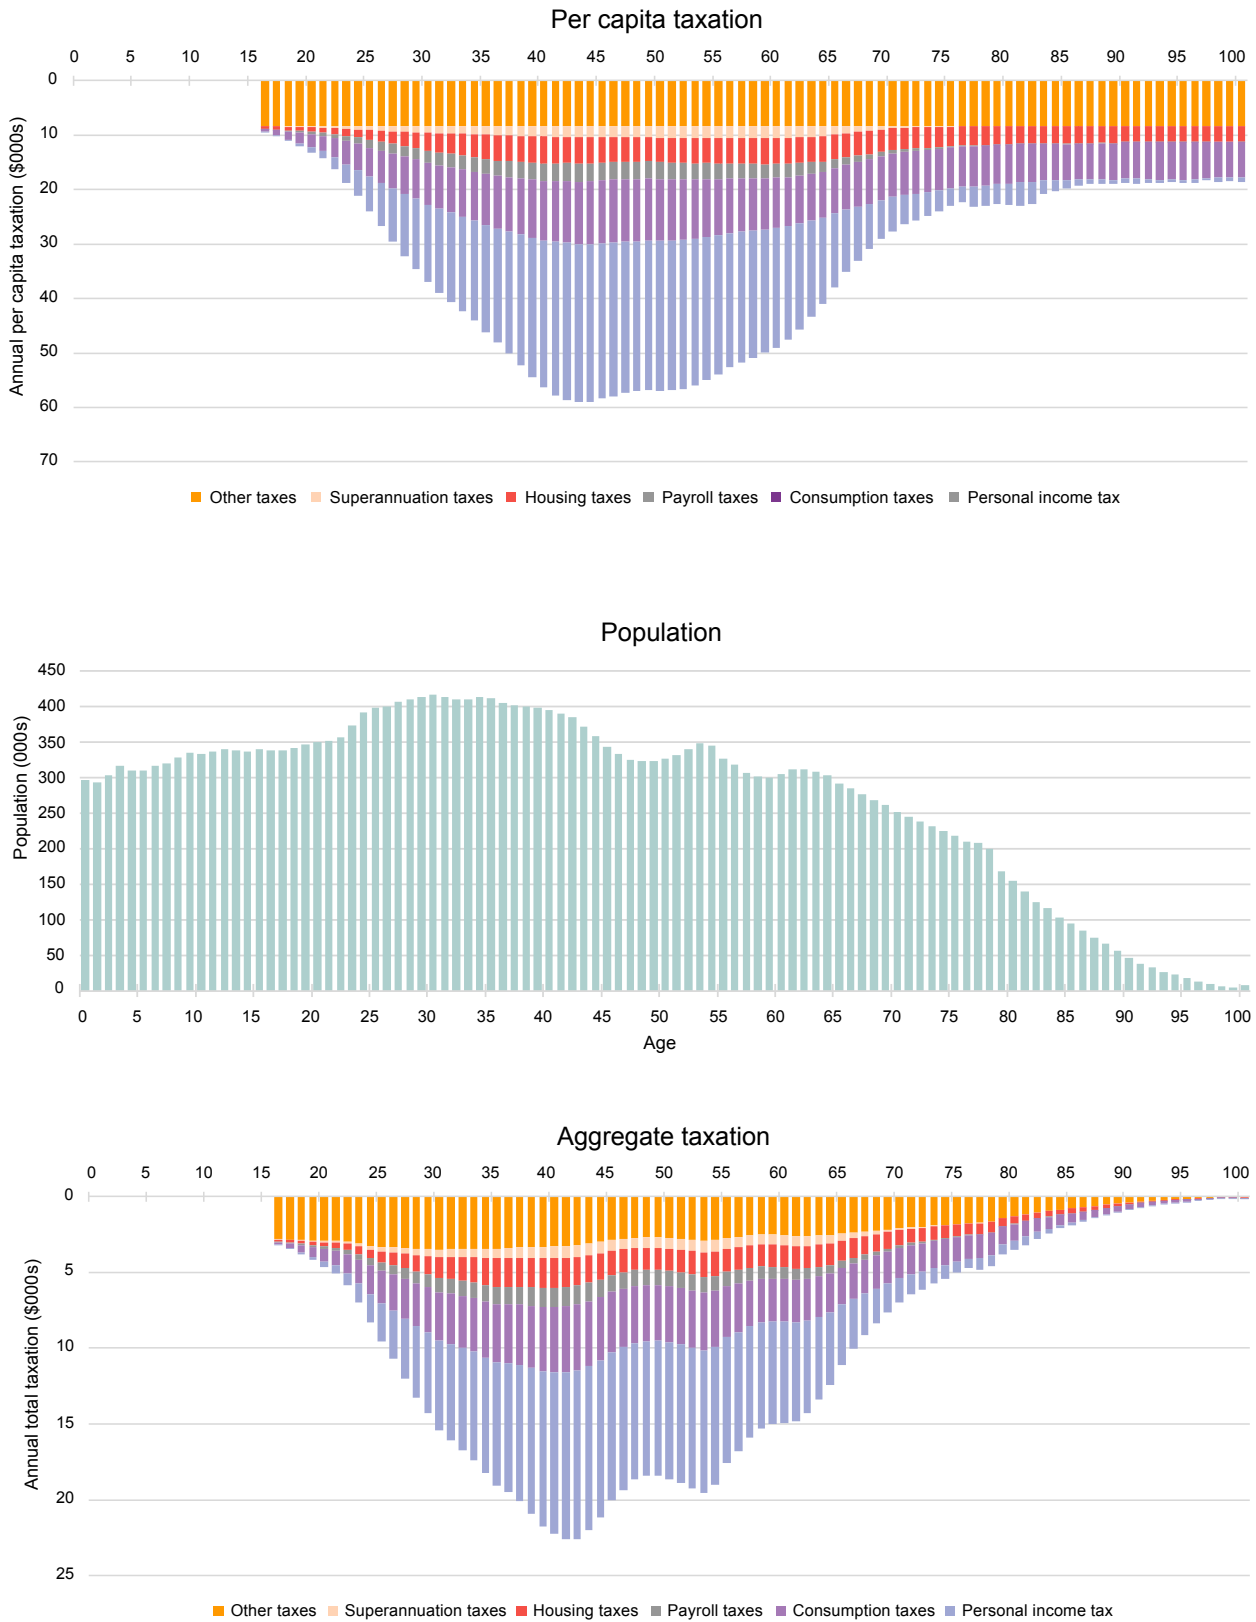 Per capita taxation
0 5 10 15 20 25 30 35 40 45 50 55 60 65 70 75 80 85 90 95 100
0
10
20
30
40
50
60
70
Annual per capita taxation ($000s)
Other taxes Superannuation taxes Housing taxes Payroll taxes Consumption taxes Personal income tax
Population
450
400
350
300
250
200
150
100
50
0
Population (000s)
0 5 10 15 20 25 30 35 40 45 50 55 60 65 70 75 80 85 90 95 100
Age
Aggregate taxation
0 5 10 15 20 25 30 35 40 45 50 55 60 65 70 75 80 85 90 95 100
0
5
10
15
20
25
Annual total taxation ($000s)
Other taxes Superannuation taxes Housing taxes Payroll taxes Consumption taxes Personal income tax